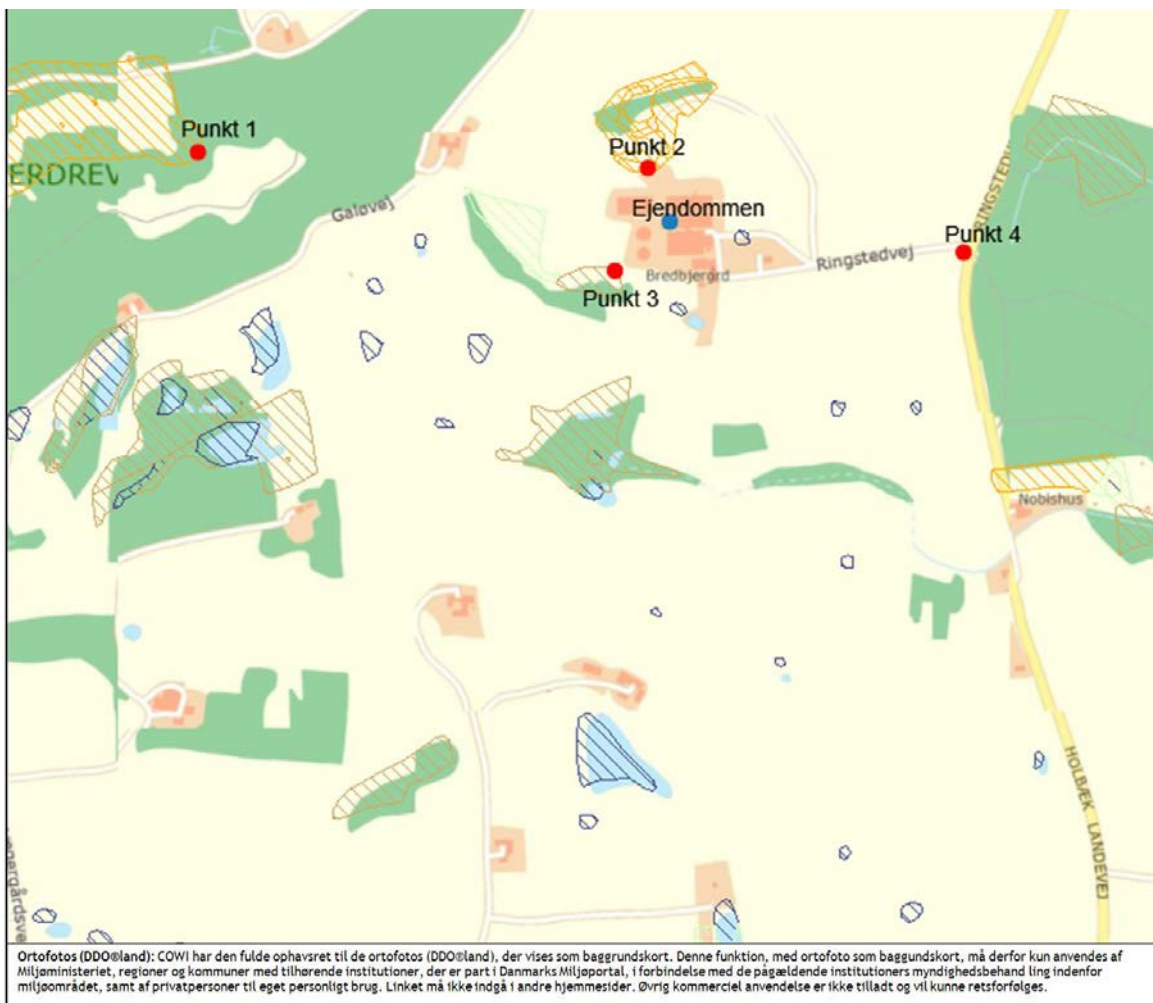 Punkt 1
ERDREV
Galøvej
Punkt 2
Ejendommen
Punkt 3
Bredbjergrd
Ringstedvej
Punkt 4
RINGSTEDV
Nobishus
HOLBÆK LANDEVEJ
Ortofotos (DDO®land): COWI har den fulde ophavsret til de ortofotos (DDO®land), der vises som baggrundskort. Denne funktion, med ortofoto som baggundskort, må derfor kun anvendes af
Miljøministeriet, regioner og kommuner med tilhørende institutioner, der er part i Danmarks Miljøportal, i forbindelse med de pågældende institutioners myndighedsbehand ling indenfor
miljøområdet, samt af privatpersoner til eget personligt brug. Linket må ikke indgå i andre hjemmesider. Øvrig kommerciel anvendelse er ikke tilladt og vil kunne retsforfølges.